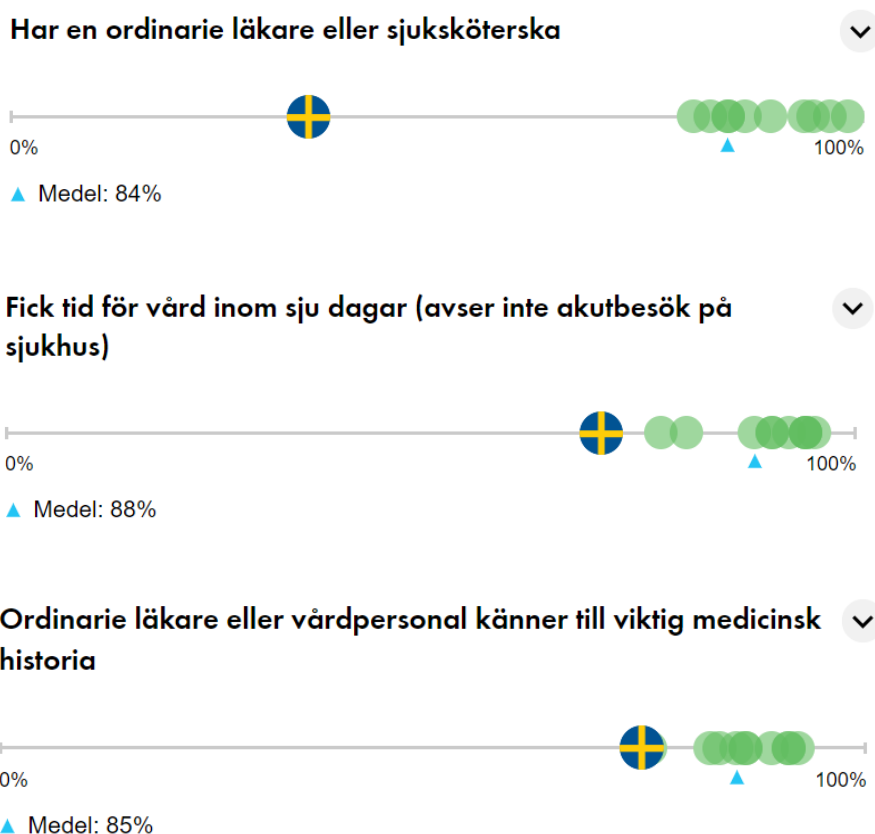 Har en ordinarie läkare eller sjuksköterska
0%
100%
Medel: 84%
Fick tid för vård inom sju dagar (avser inte akutbesök på
sjukhus)
0%
100%
Medel: 88%
Ordinarie läkare eller vårdpersonal känner till viktig medicinsk
historia
0%
100%
Medel: 85%